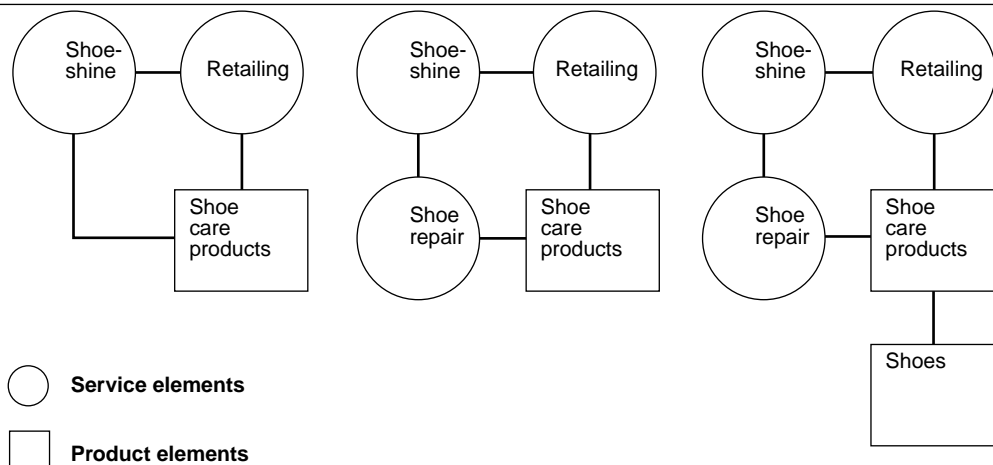 Shoe-
shine
Retailing
Shoe
care
products
Shoe-
shine
Retailing
Shoe
repair
Shoe
care
products
Shoe-
shine
Retailing
Shoe
repair
Shoe
care
products
Shoes
Service elements
Product elements